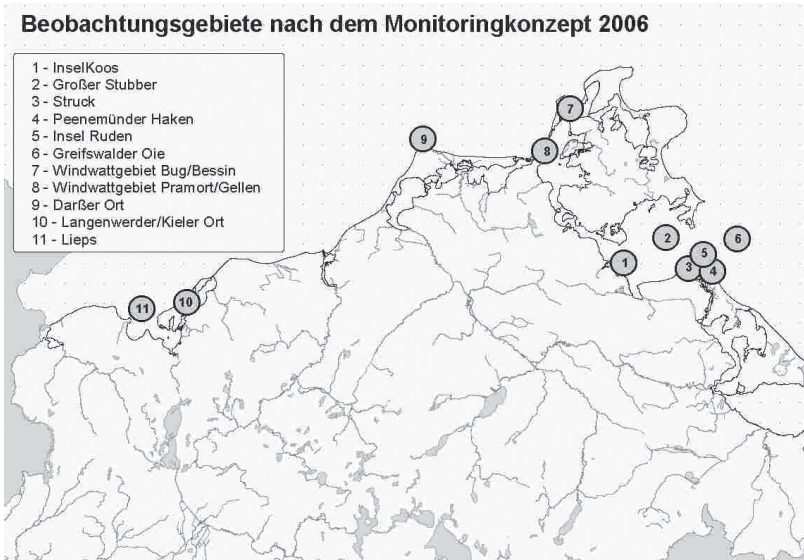 Beobachtungsgebiete nach dem Monitoringkonzept 2006
1 - InselKoos
2 - Großer Stubber
3 - Struck
4 - Peenemünder Haken
5 - Insel Ruden
6 - Greifswalder Oie
7 - Windwattgebiet Bug/Bessin
8 - Windwattgebiet Pramort/Gellen
9 - Darßer Ort
10 - Langenwerder/Kieler Ort
11 - Lieps
7
9
8
2
6
5
1
3
4
10
11